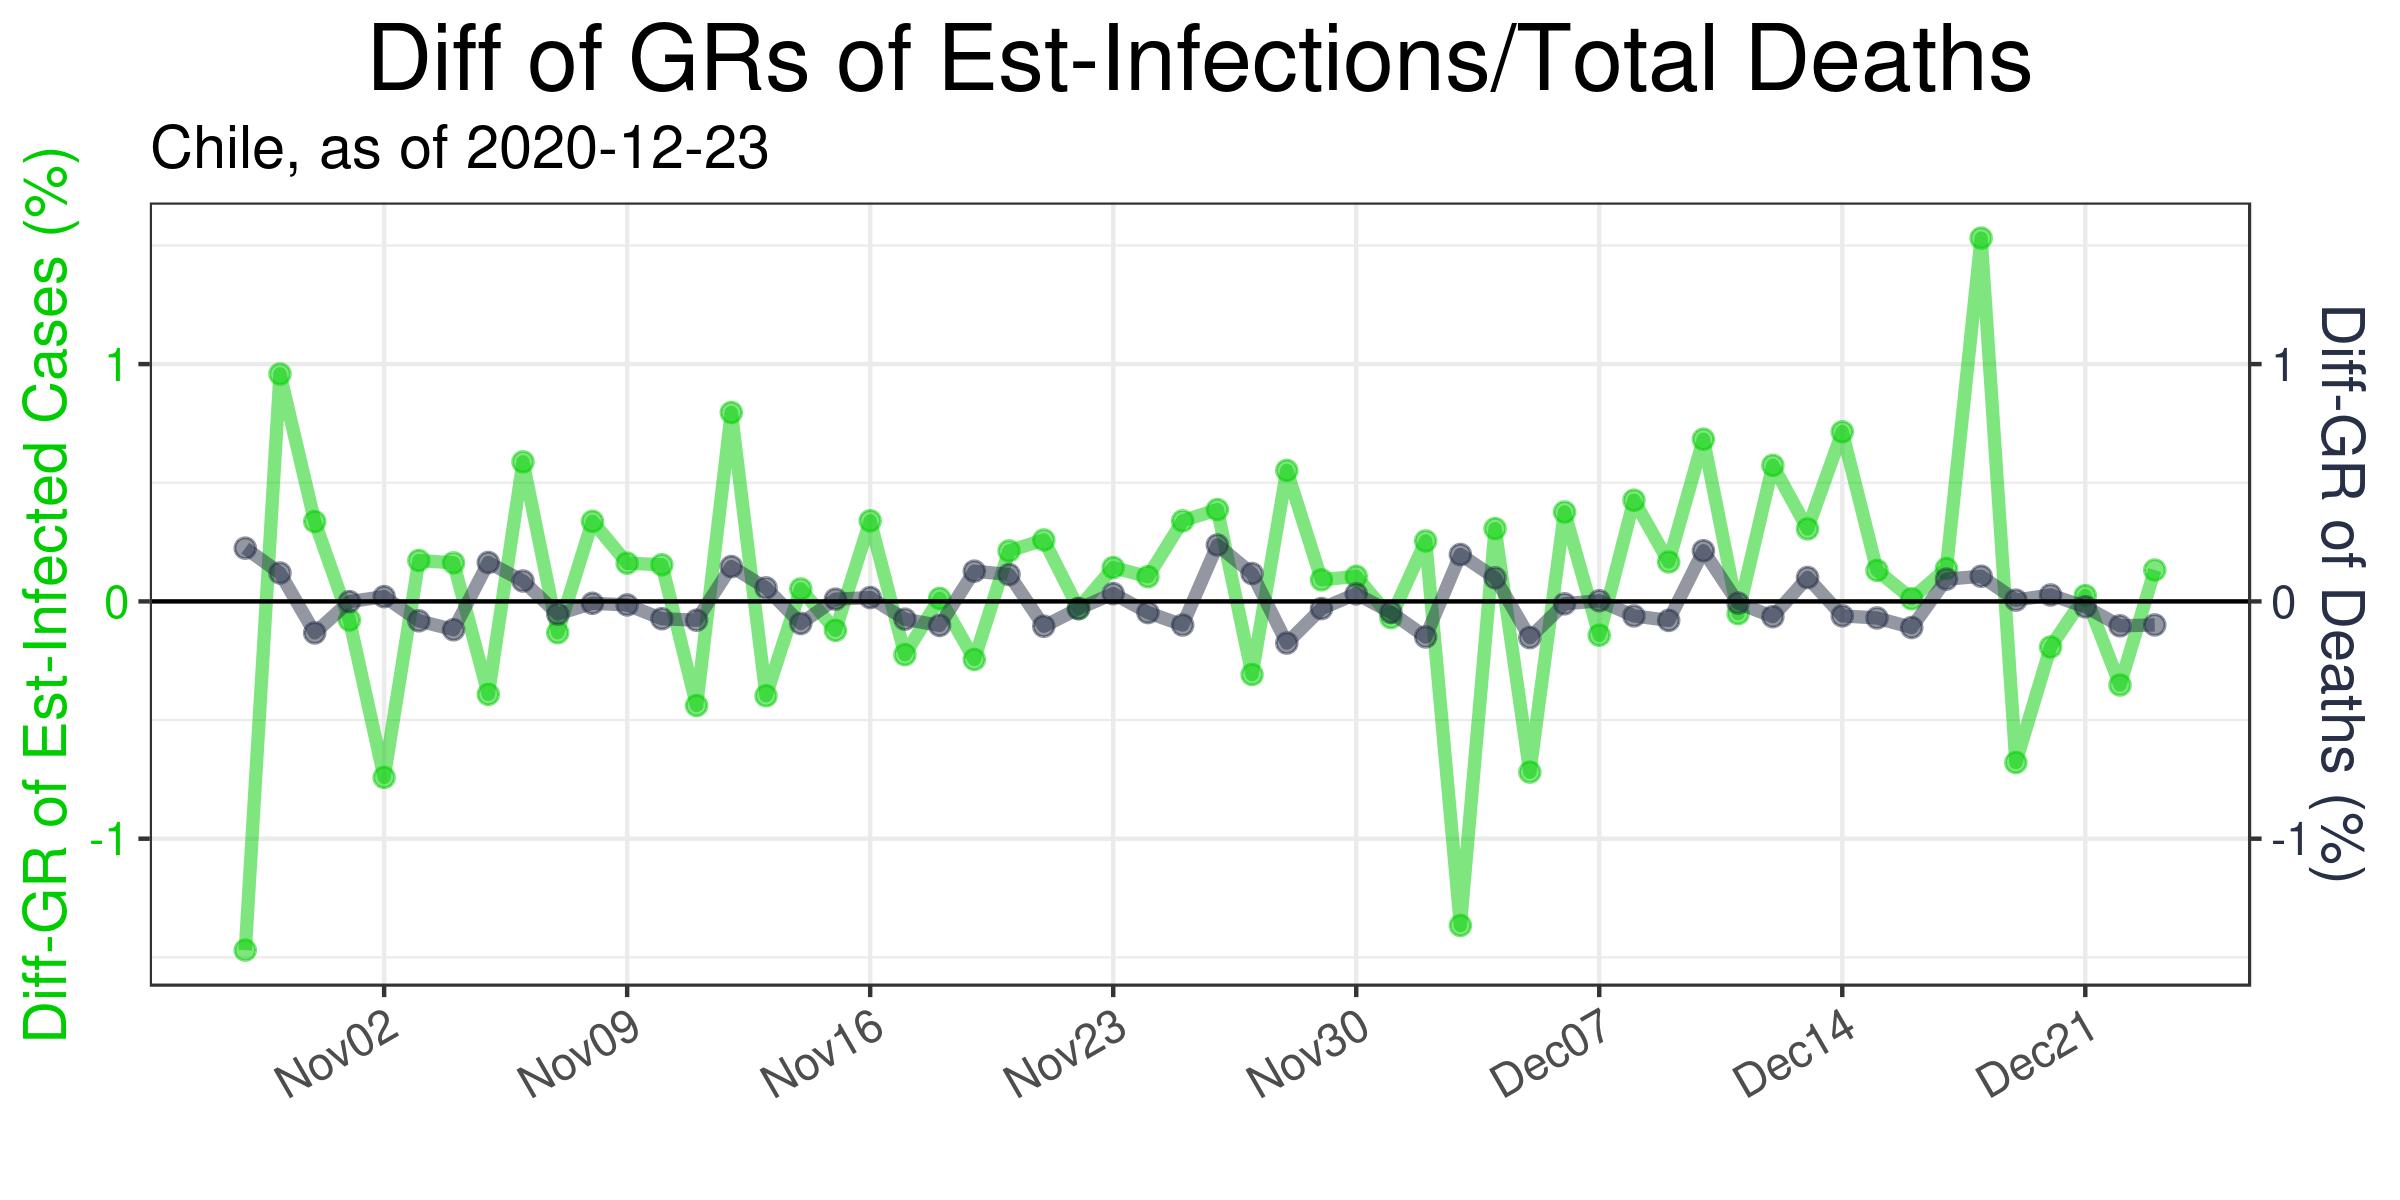 Diff of GRs of Est-Infections/Total Deaths
Chile, as of 2020-12-23
Diff-GR of Est-Infected Cases (%)
1
0
-1
1
0
-1
Diff-GR of Deaths (%)
Nov02
Nov09
Nov16
Nov23
Nov30
Dec07
Dec14
Dec21